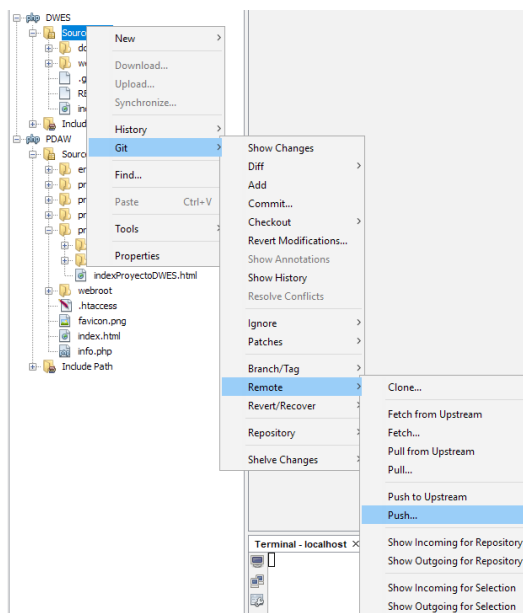 DWES
Sourc
do
we
.g
RE
in
Includ
PDAW
Sourc
en
pr
pr
pr
pr
indexProyectoDWES.html
webroot
.htaccess
favicon.png
index.html
info.php
Include Path
New
Download...
Upload...
Synchronize...
History
Git
Find...
Paste Ctrl+V
Tools
Properties
Show Changes
Diff
Add
Commit...
Checkout
Revert Modifications...
Show Annotations
Show History
Resolve Conflicts
Ignore
Patches
Branch/Tag
Remote
Revert/Recover
Repository
Shelve Changes
Clone...
Fetch from Upstream
Fetch...
Pull from Upstream
Pull...
Push to Upstream
Push...
Show Incoming for Repository
Show Outgoing for Repository
Show Incoming for Selection
Show Outgoing for Selection
Terminal - localhost ×